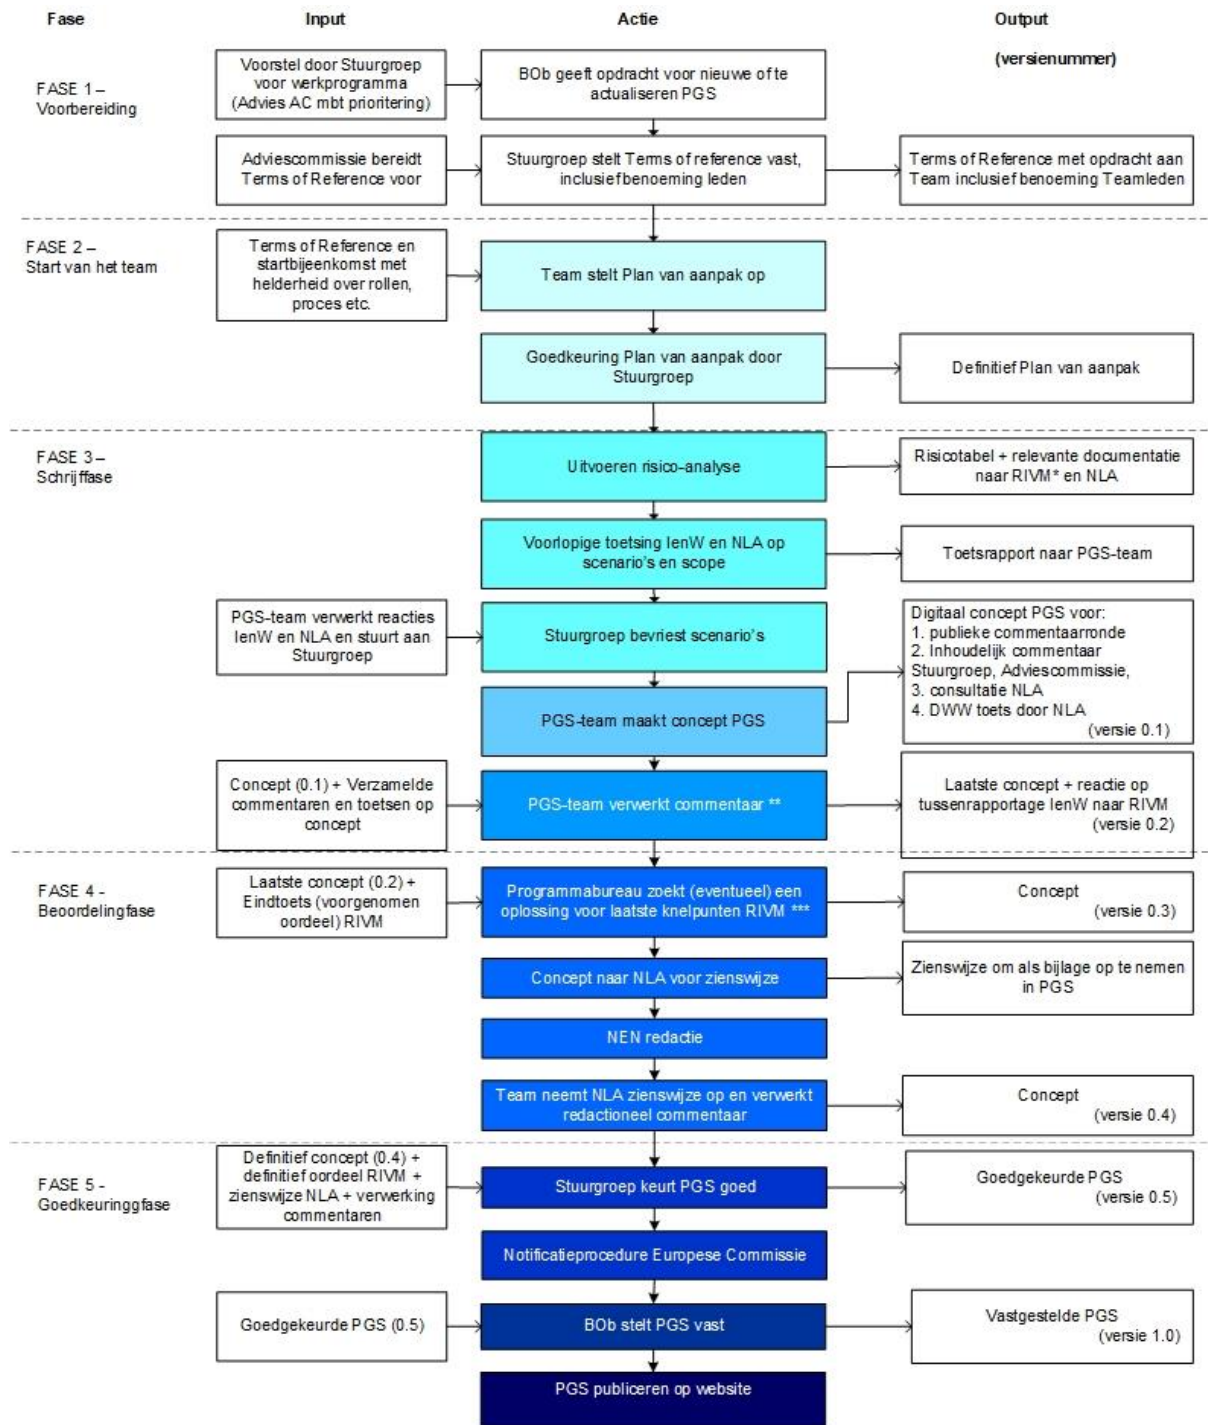 Fase
Input
Actie
Output
(versienummer)
FASE 1 –
Voorbereiding
Voorstel door Stuurgroep
voor werkprogramma
(Advies AC mbt prioritering)
BOb geeft opdracht voor nieuwe of te
actualiseren PGS
Adviescommissie bereidt
Terms of Reference voor
Stuurgroep stelt Terms of reference vast,
inclusief benoeming leden
Terms of Reference met opdracht aan
Team inclusief benoeming Teamleden
FASE 2 –
Start van het team
Terms of Reference en
startbijeenkomst met
helderheid over rollen,
proces etc.
Team stelt Plan van aanpak op
Goedkeuring Plan van aanpak door
Stuurgroep
Definitief Plan van aanpak
FASE 3 –
Schrijffase
Uitvoeren risico-analyse
Risicotabel + relevante documentatie
naar RIVM* en NLA
Voorlopige toetsing IenW en NLA op
scenario's en scope
Toetsrapport naar PGS-team
PGS-team verwerkt reacties
IenW en NLA en stuurt aan
Stuurgroep
Stuurgroep bevriest scenario's
Digitaal concept PGS voor:
1. publieke commentaarronde
2. Inhoudelijk commentaar
Stuurgroep, Adviescommissie,
3. consultatie NLA
4. DWW toets door NLA
(versie 0.1)
PGS-team maakt concept PGS
Concept (0.1) + Verzamelde
commentaren en toetsen op
concept
PGS-team verwerkt commentaar **
Laatste concept + reactie op
tussenrapportage IenW naar RIVM
(versie 0.2)
FASE 4 -
Beoordelingfase
Laatste concept (0.2) +
Eindtoets (voorgenomen
oordeel) RIVM
Programmabureau zoekt (eventueel) een
oplossing voor laatste knelpunten RIVM ***
Concept
(versie 0.3)
Concept naar NLA voor zienswijze
Zienswijze om als bijlage op te nemen
in PGS
NEN redactie
Team neemt NLA zienswijze op en verwerkt
redactioneel commentaar
Concept
(versie 0.4)
FASE 5 -
Goedkeuringgfase
Definitief concept (0.4) +
definitief oordeel RIVM +
zienswijze NLA + verwerking
commentaren
Stuurgroep keurt PGS goed
Goedgekeurde PGS
(versie 0.5)
Notificatieprocedure Europese Commissie
Goedgekeurde PGS (0.5)
BOb stelt PGS vast
Vastgestelde PGS
(versie 1.0)
PGS publiceren op website